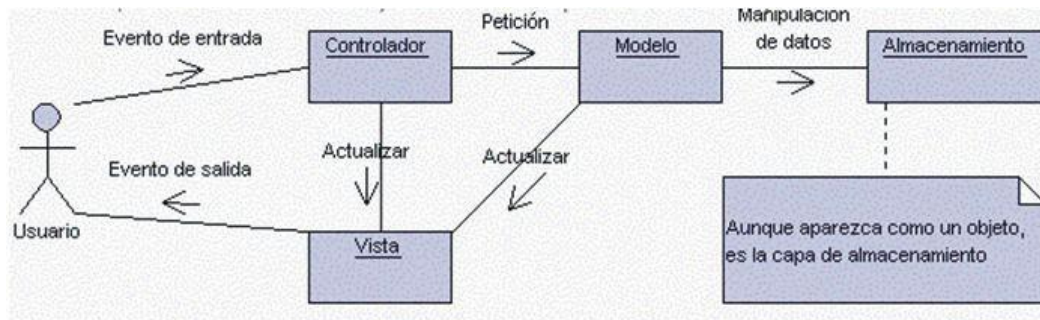 Evento de entrada
Controlador
Petición
Modelo
Manipulación
de datos
Almacenamiento
Evento de salida
Actualizar
Actualizar
Usuario
Vista
Aunque aparezca como un objeto,
es la capa de almacenamiento